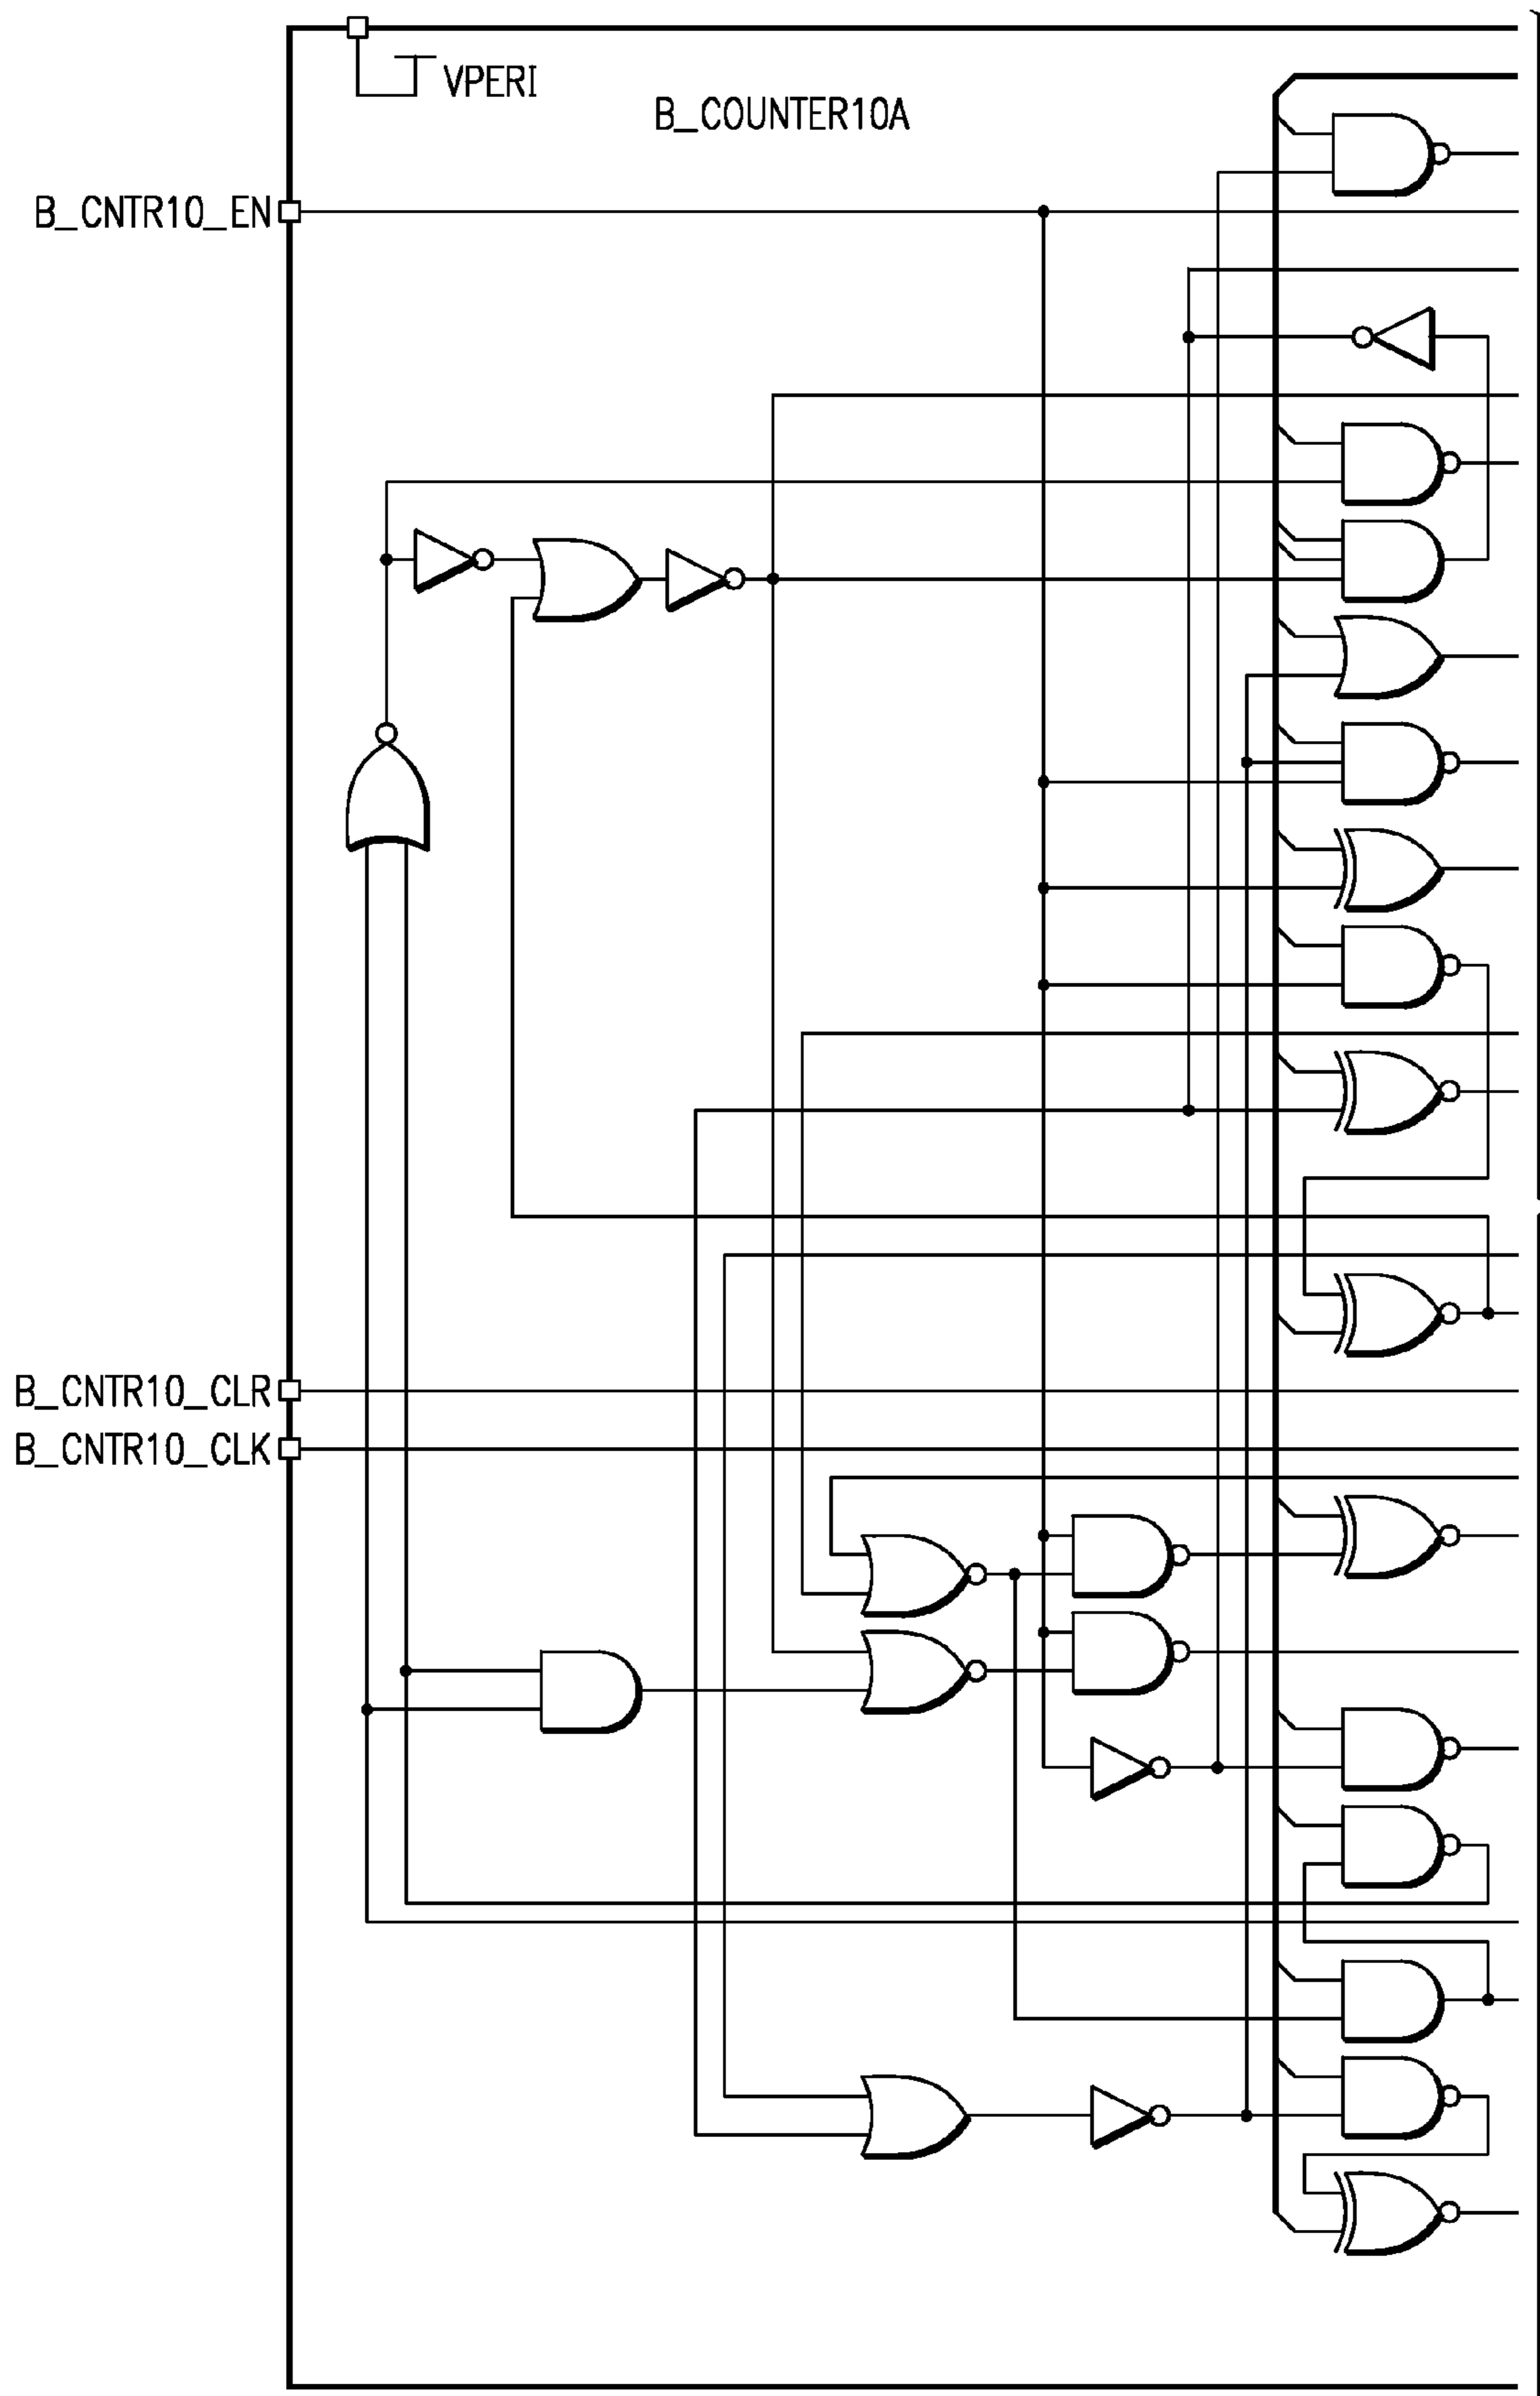 VPERI
B_COUNTER10A
B_CNTR10_EN
B_CNTR10_CLR
B_CNTR10_CLK